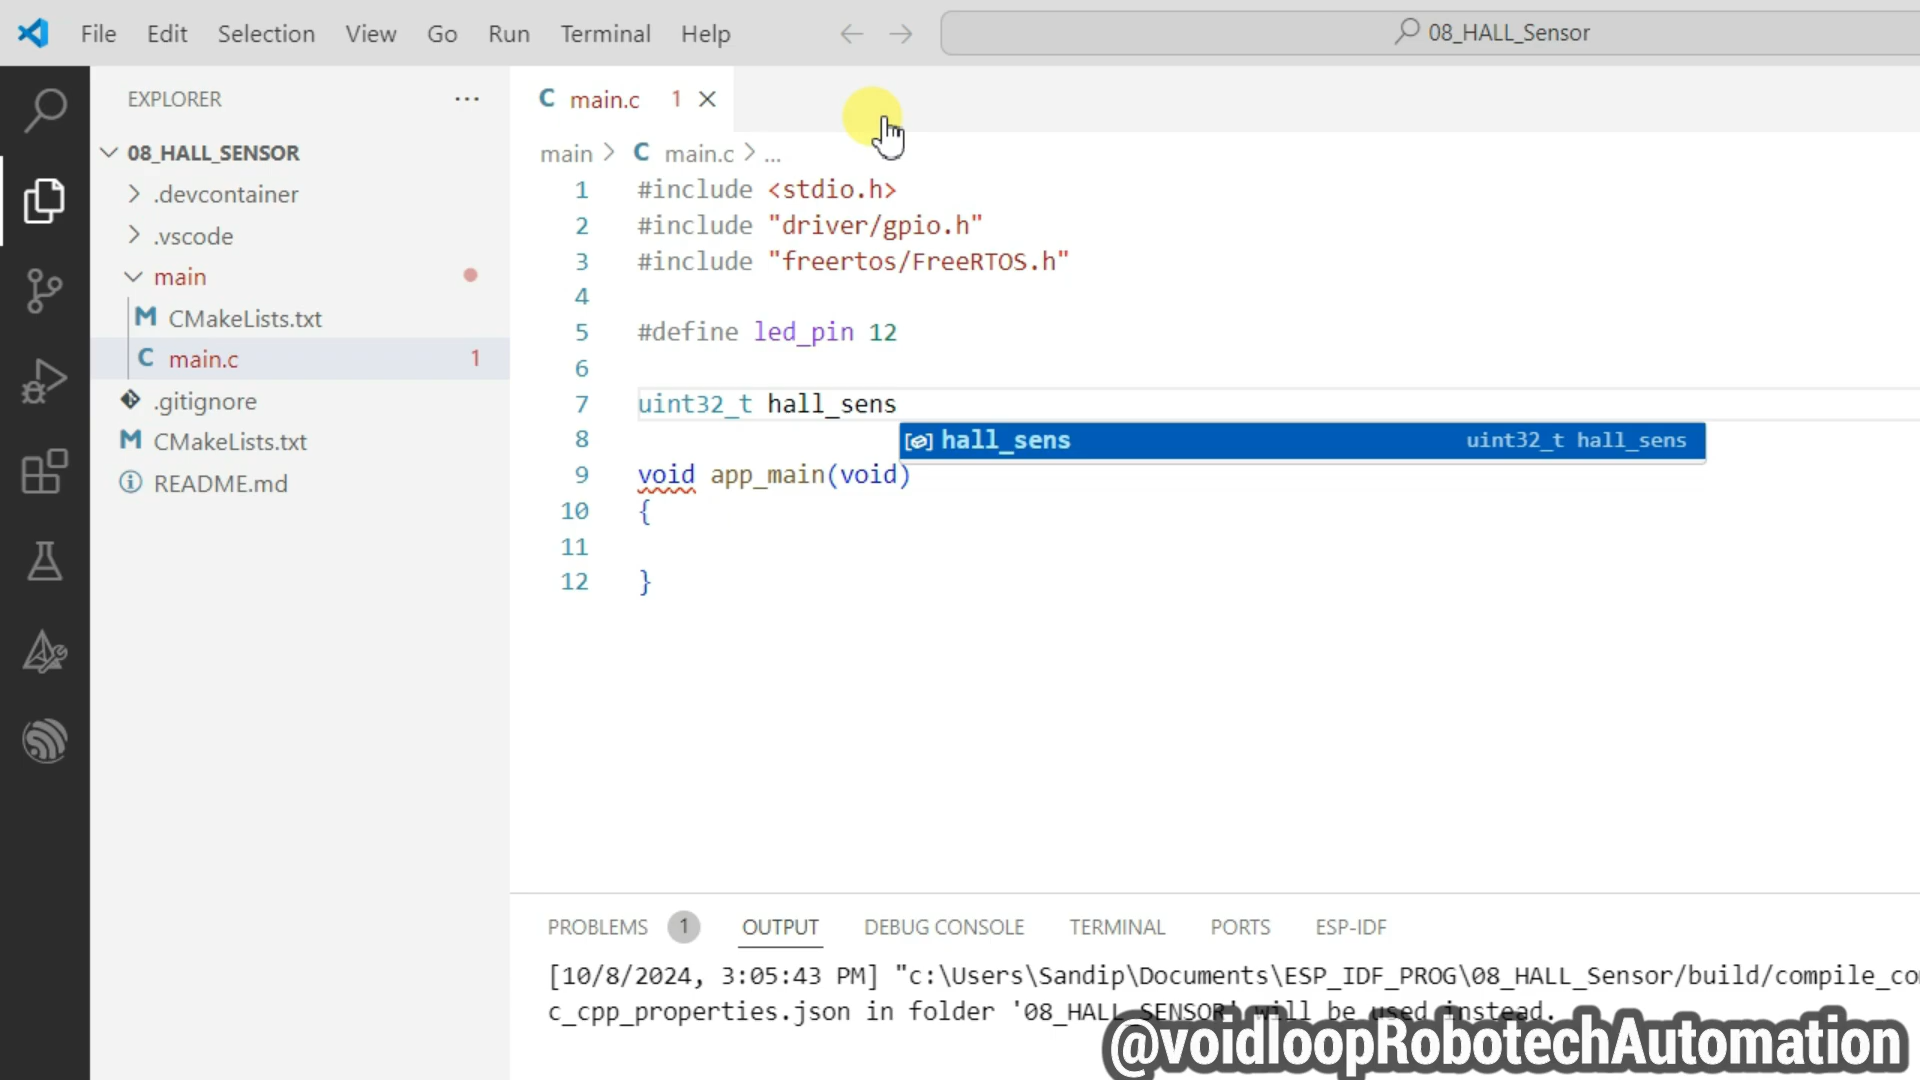 File Edit Selection View Go Run Terminal Help 08_HALL_Sensor
EXPLORER ...
08_HALL_SENSOR
.devcontainer
.vscode
main
CMakeLists.txt
C main.c 1
.gitignore
CMakeLists.txt
README.md
C main.c 1
main > C main.c > ...
1 #include <stdio.h>
2 #include "driver/gpio.h"
3 #include "freertos/FreeRTOS.h"
4
5 #define led_pin 12
6
7 uint32_t hall_sens
hall_sens uint32_t hall_sens
8
9 void app_main(void)
10 {
11
12 }
PROBLEMS 1 OUTPUT DEBUG CONSOLE TERMINAL PORTS ESP-IDF
[10/8/2024, 3:05:43 PM] "c:\Users\Sandip\Documents\ESP_IDF_PROG\08_HALL_Sensor/build/compile_co
c_cpp_properties.json in folder '08_HALL_SENSOR' will be used instead.
@voidloopRobotechAutomation